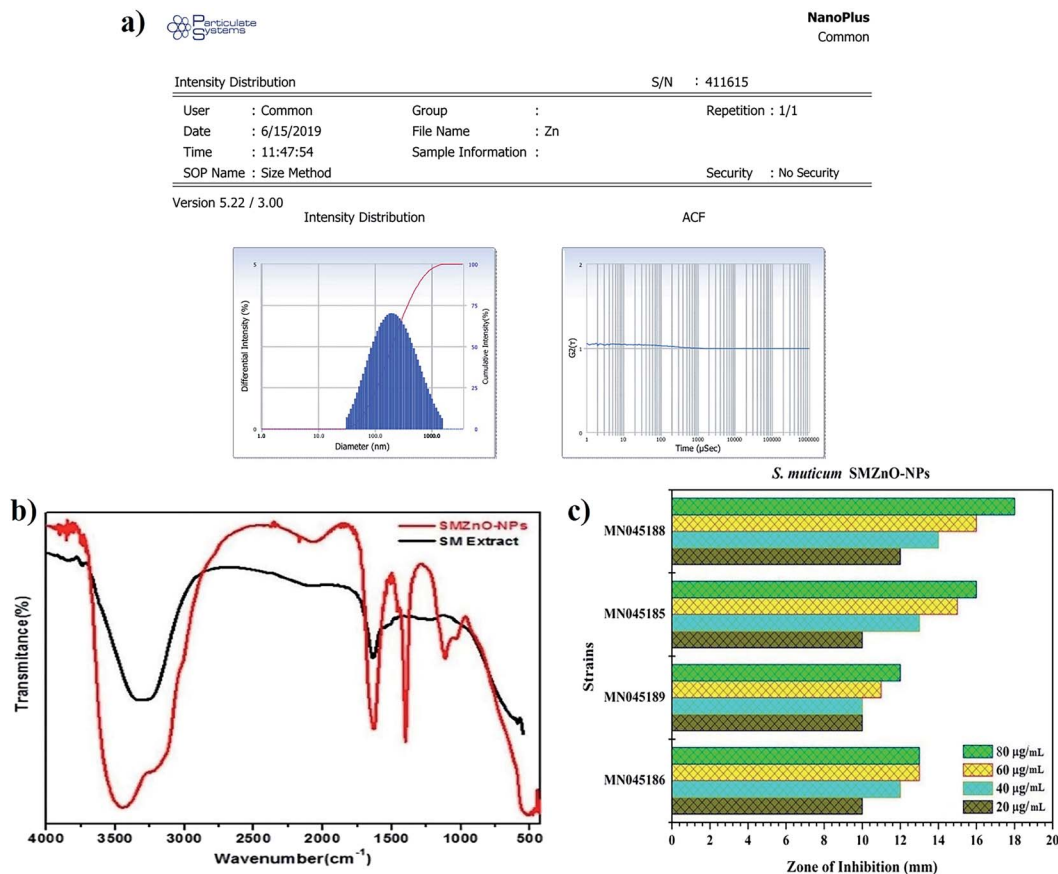 a)
Particulate
Systems
NanoPlus
Common
Intensity Distribution S/N : 411615
User : Common Group : Repetition : 1/1
Date : 6/15/2019 File Name : Zn
Time : 11:47:54 Sample Information :
SOP Name : Size Method Security : No Security
Version 5.22 / 3.00
Intensity Distribution ACF
Differential Intensity (%)
5
0
1.0 10.0 100.0 1000.0
Diameter (nm)
100
75
50
25
0
Cumulative Intensity(%)
G2(τ)
2
1
0
1 10 100 1000 10000 100000 1000000
Time (μSec)
b)
SMZnO-NPs
SM Extract
Transmitance(%)
4000 3500 3000 2500 2000 1500 1000 500
Wavenumber(cm⁻¹)
S. muticum SMZnO-NPs
c)
Strains
MN045188
MN045185
MN045189
MN045186
80 μg/mL
60 μg/mL
40 μg/mL
20 μg/mL
0 2 4 6 8 10 12 14 16 18 20
Zone of Inhibition (mm)